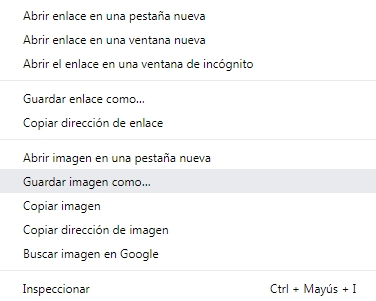 Abrir enlace en una pestaña nueva
Abrir enlace en una ventana nueva
Abrir el enlace en una ventana de incógnito
Guardar enlace como...
Copiar dirección de enlace
Abrir imagen en una pestaña nueva
Guardar imagen como...
Copiar imagen
Copiar dirección de imagen
Buscar imagen en Google
Inspeccionar Ctrl + Mayús + I